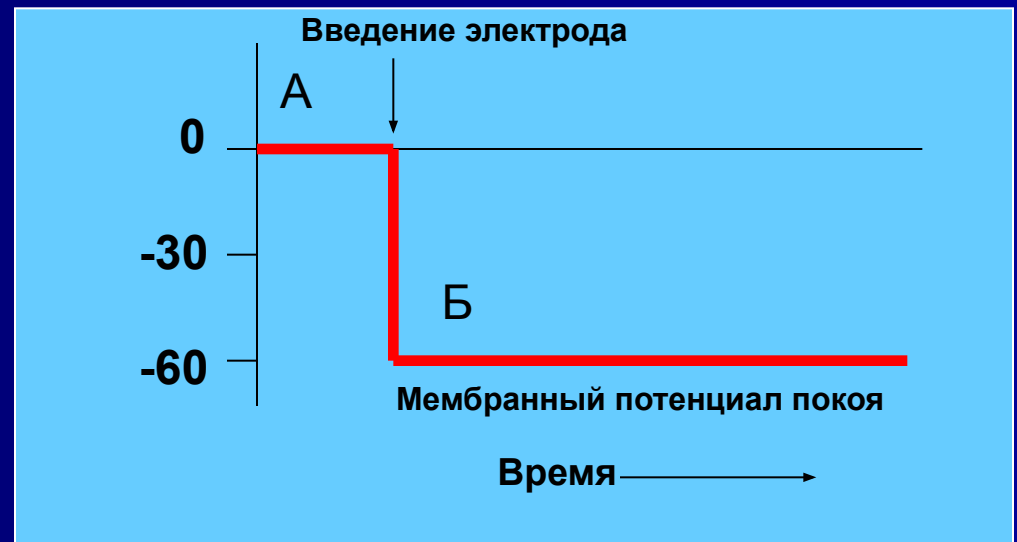 Введение электрода
А
0
-30
Б
-60
Мембранный потенциал покоя
Время